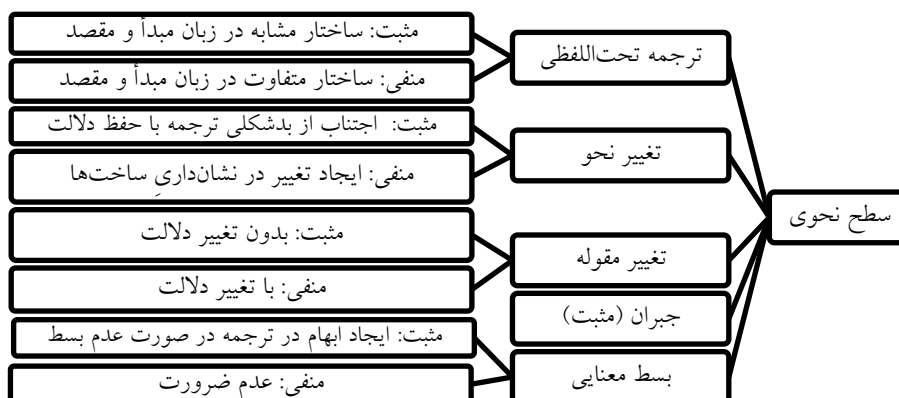 سطح نحوی
ترجمه تحت‌اللفظی
مثبت: ساختار مشابه در زبان مبدأ و مقصد
منفی: ساختار متفاوت در زبان مبدأ و مقصد
تغییر نحو
مثبت: اجتناب از بدشکلی ترجمه با حفظ دلالت
منفی: ایجاد تغییر در نشان‌داریِ ساخت‌ها
تغییر مقوله
مثبت: بدون تغییر دلالت
منفی: با تغییر دلالت
جبران (مثبت)
بسط معنایی
مثبت: ایجاد ابهام در ترجمه در صورت عدم بسط
منفی: عدم ضرورت